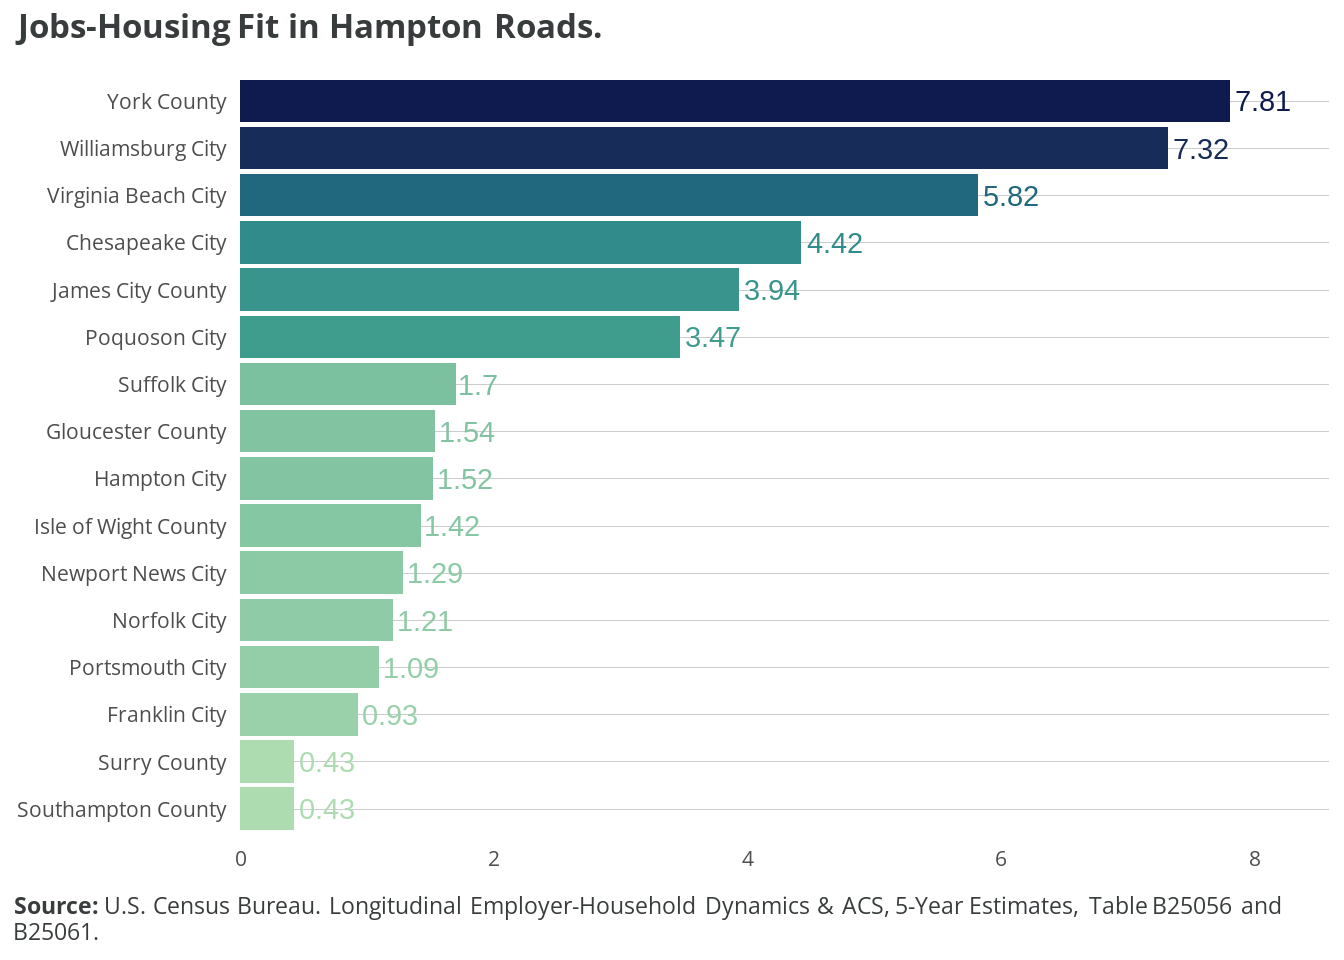 Jobs-Housing Fit in Hampton Roads.
York County 7.81
Williamsburg City 7.32
Virginia Beach City 5.82
Chesapeake City 4.42
James City County 3.94
Poquoson City 3.47
Suffolk City 1.7
Gloucester County 1.54
Hampton City 1.52
Isle of Wight County 1.42
Newport News City 1.29
Norfolk City 1.21
Portsmouth City 1.09
Franklin City 0.93
Surry County 0.43
Southampton County 0.43
0 2 4 6 8
Source: U.S. Census Bureau. Longitudinal Employer-Household Dynamics & ACS, 5-Year Estimates, Table B25056 and
B25061.